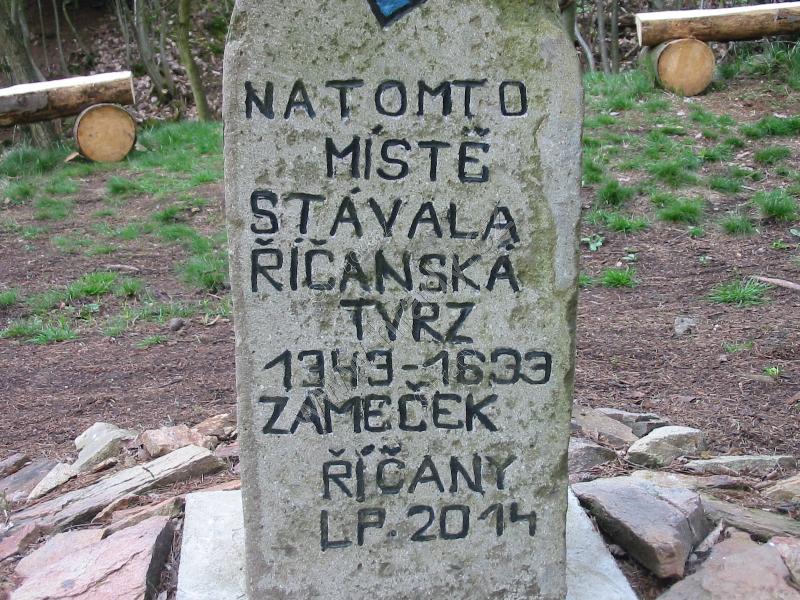 NA TOMTO
MÍSTĚ
STÁVALA
ŘÍČANSKÁ
TVRZ
1343-1633
ZÁMEČEK
ŘÍČANY
LP. 2014